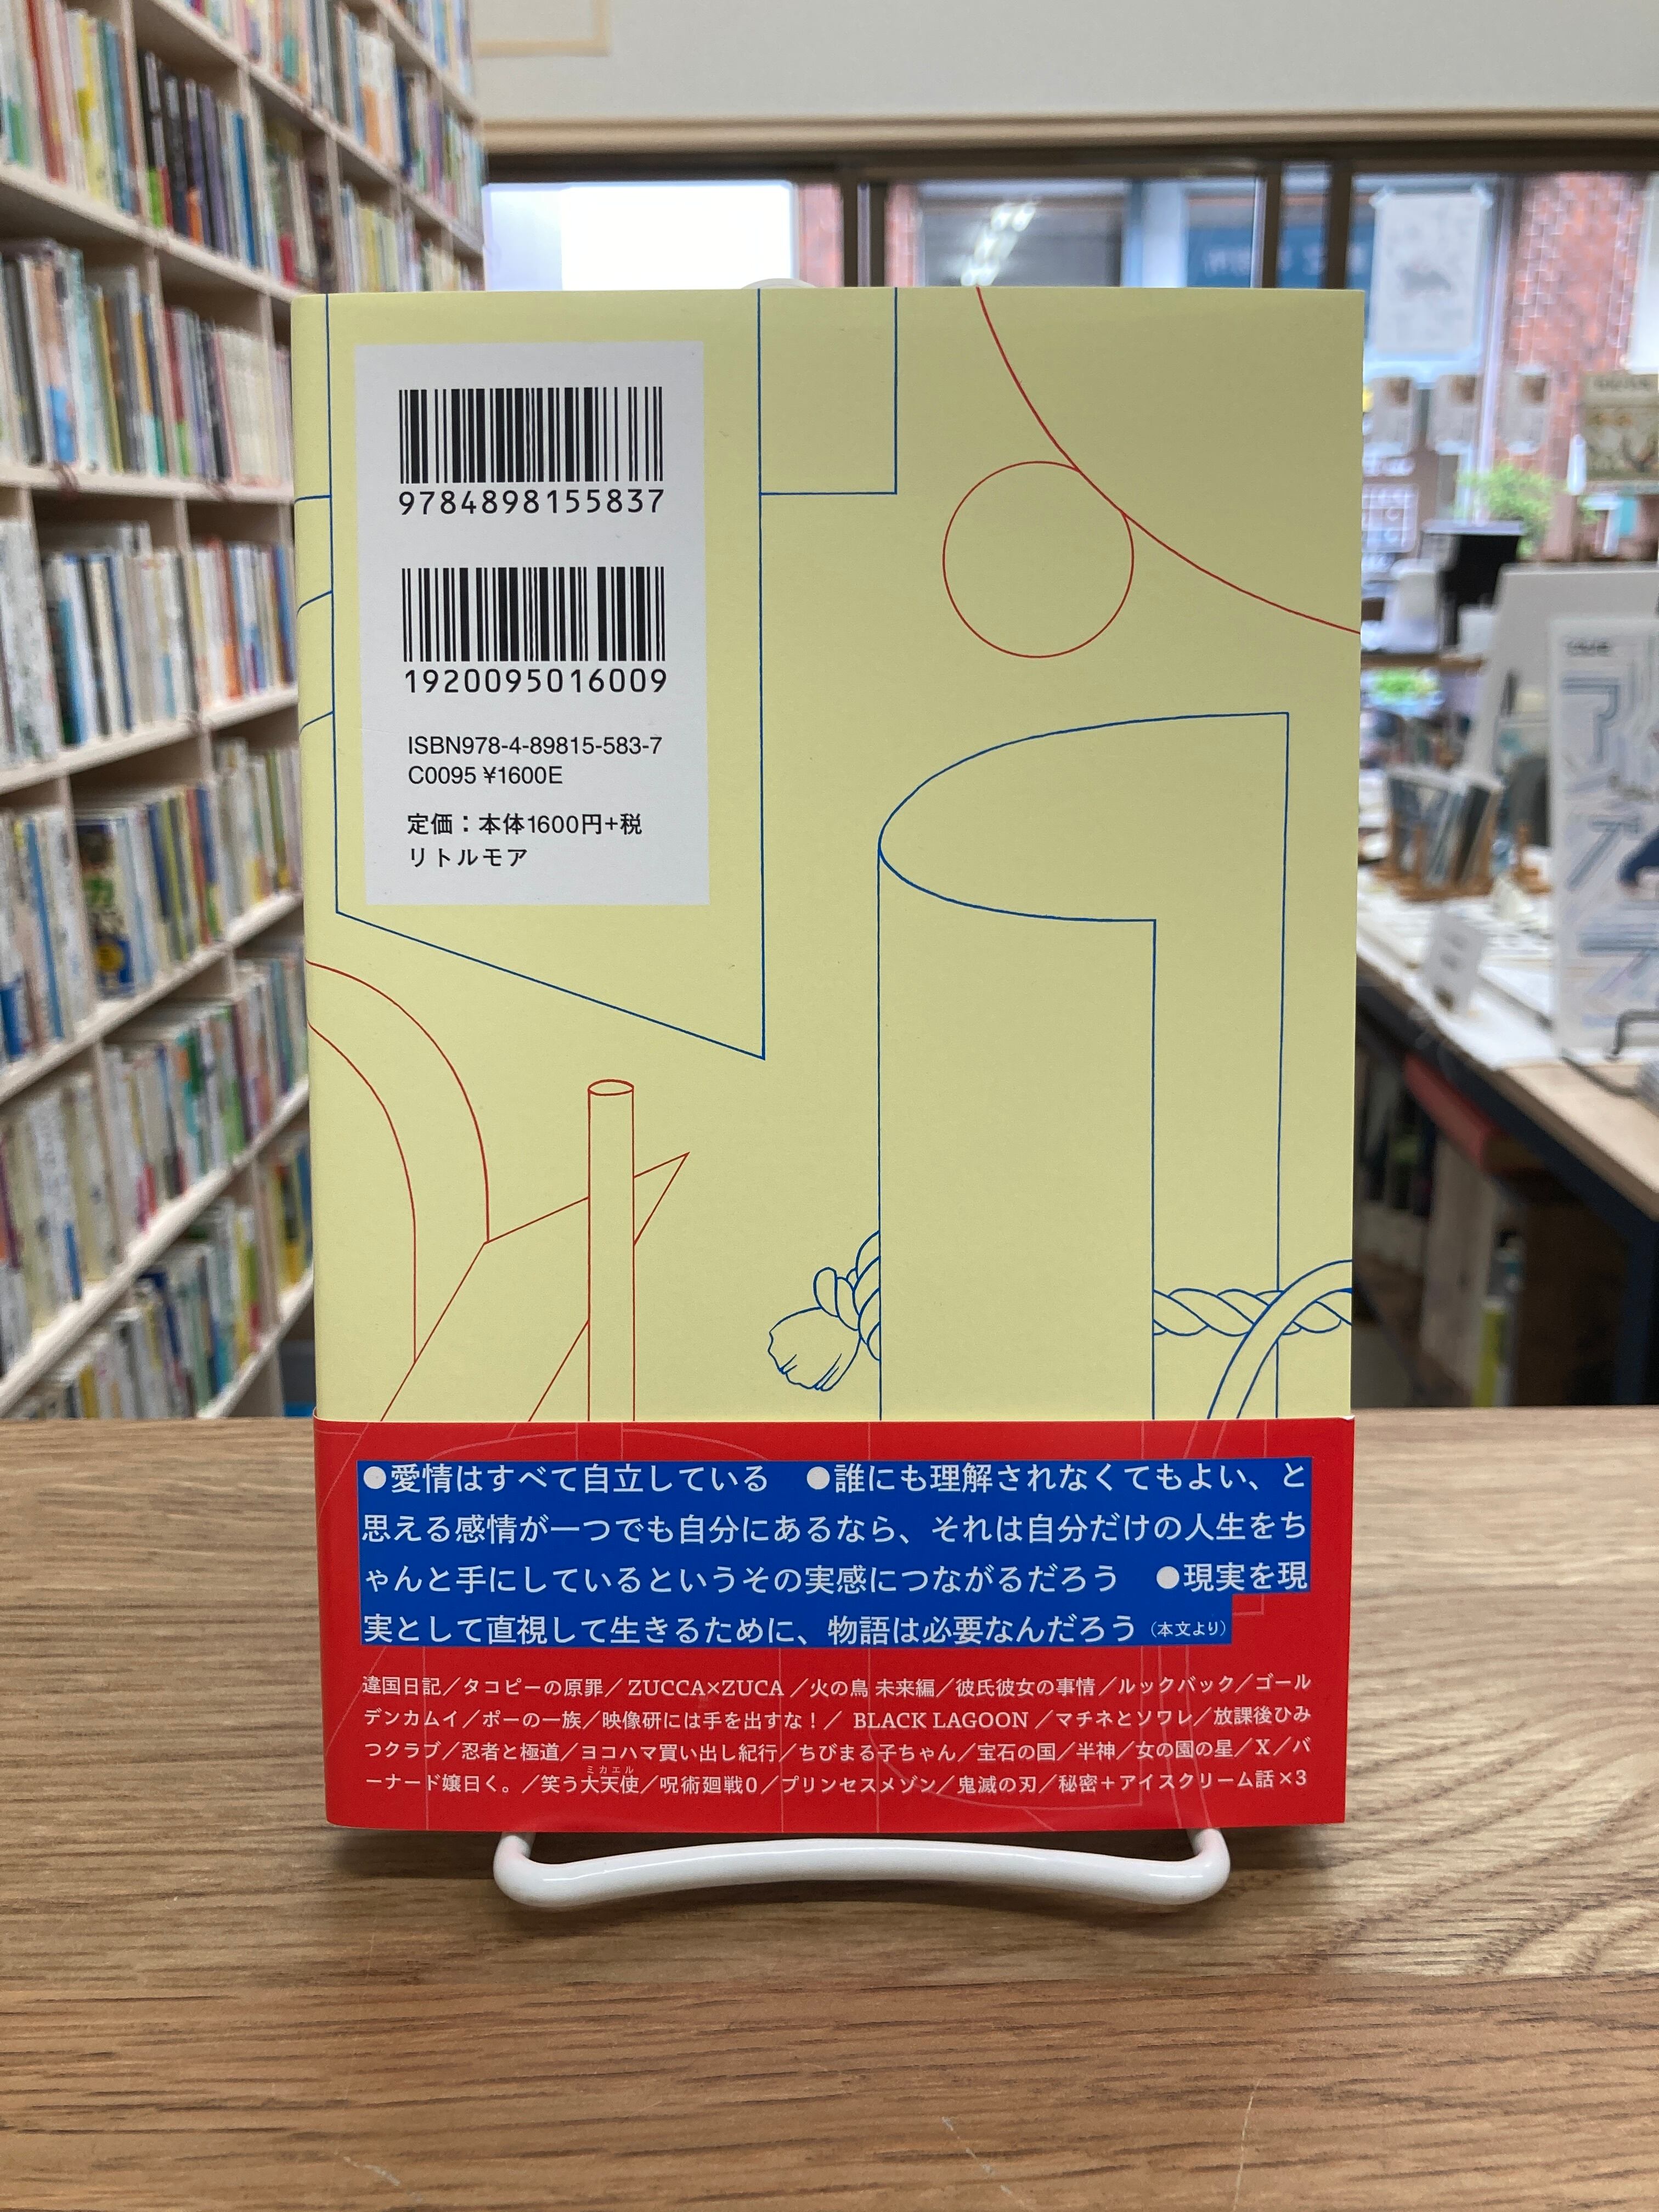 9784898155837
1920095016009
ISBN978-4-89815-583-7
C0095 ¥1600E
定価：本体1600円+税
リトルモア
●愛情はすべて自立している　●誰にも理解されなくてもよい、と
思える感情が一つでも自分にあるなら、それは自分だけの人生をち
ゃんと手にしているというその実感につながるだろう　●現実を現
実として直視して生きるために、物語は必要なんだろう（本文より）
違国日記／タコピーの原罪／ZUCCA×ZUCA／火の鳥 未来編／彼氏彼女の事情／ルックバック／ゴール
デンカムイ／ポーの一族／映像研には手を出すな！／ BLACK LAGOON ／マチネとソワレ／放課後ひみ
つクラブ／忍者と極道／ヨコハマ買い出し紀行／ちびまる子ちゃん／宝石の国／半神／女の園の星／X／バ
ミカエル
ーナード嬢曰く。／笑う大天使／呪術廻戦0／プリンセスメゾン／鬼滅の刃／秘密＋アイスクリーム話×3